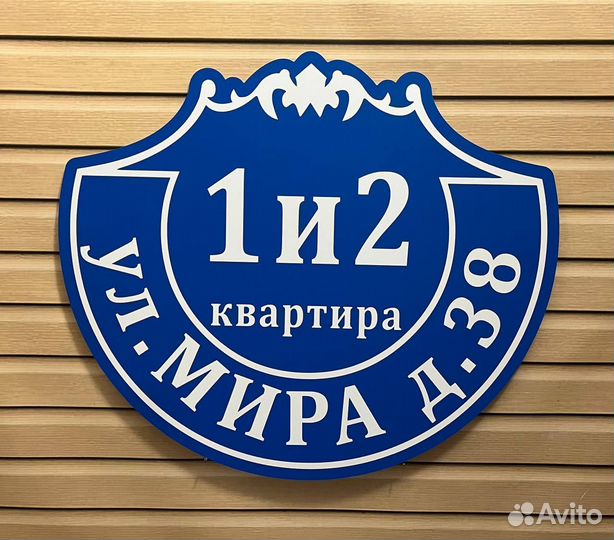 1и2
квартира
ул. МИРА д.38
Avito